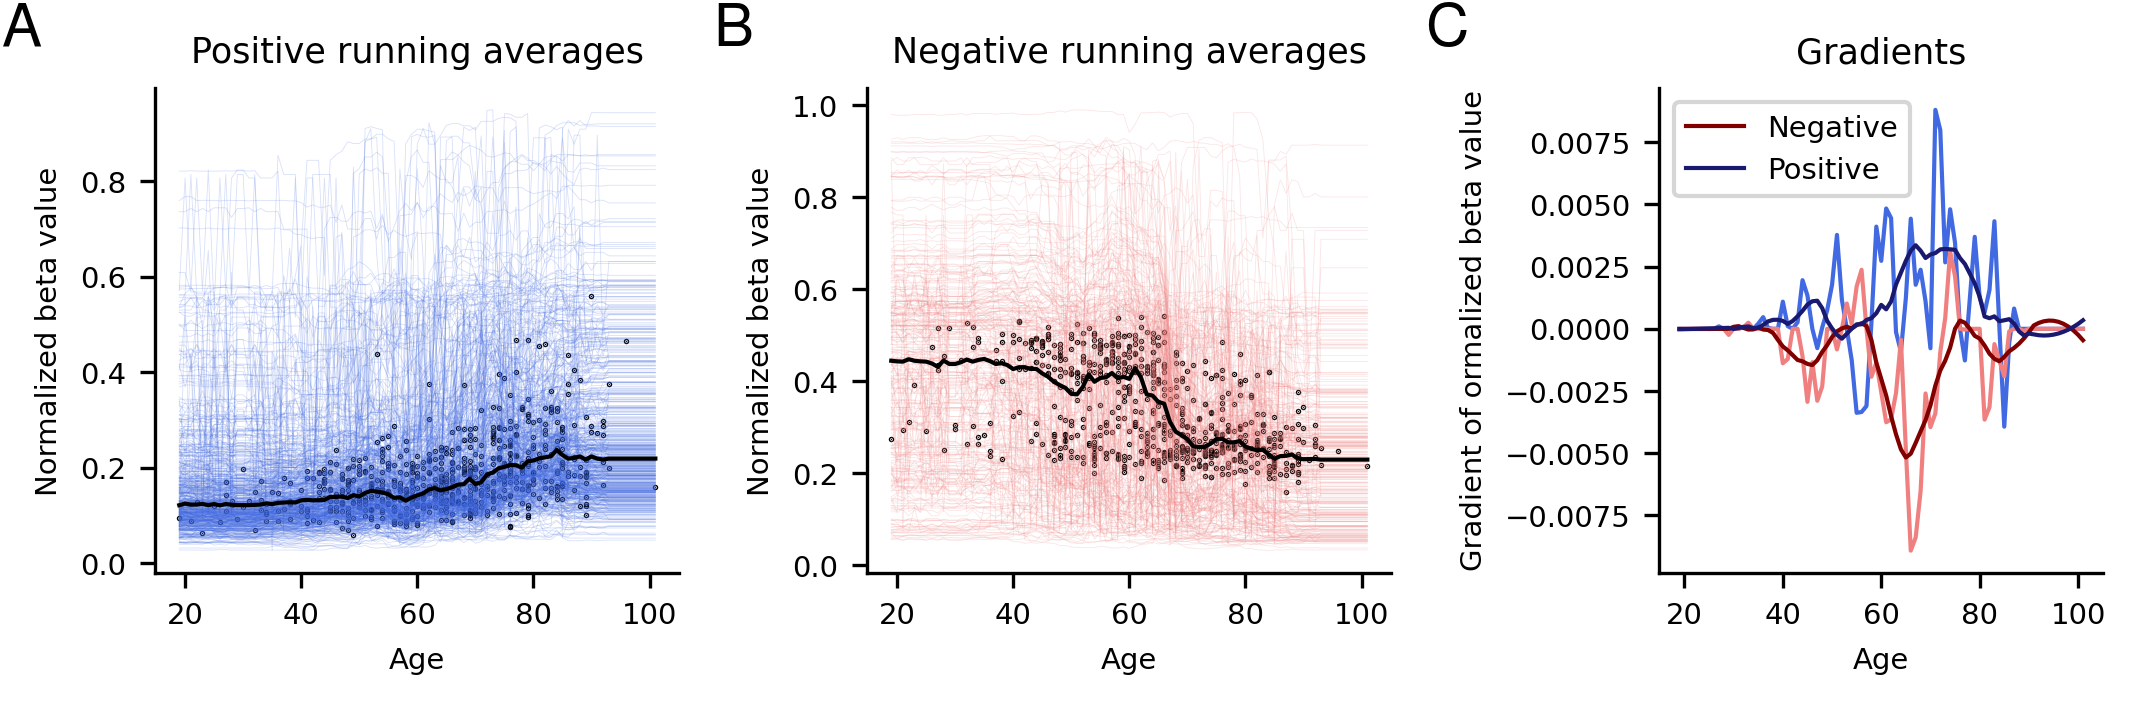 A
Positive running averages
Normalized beta value
0.8
0.6
0.4
0.2
0.0
20 40 60 80 100
Age
B
Negative running averages
Normalized beta value
1.0
0.8
0.6
0.4
0.2
0.0
20 40 60 80 100
Age
C
Gradients
Gradient of ormalized beta value
Negative
Positive
0.0075
0.0050
0.0025
0.0000
−0.0025
−0.0050
−0.0075
20 40 60 80 100
Age